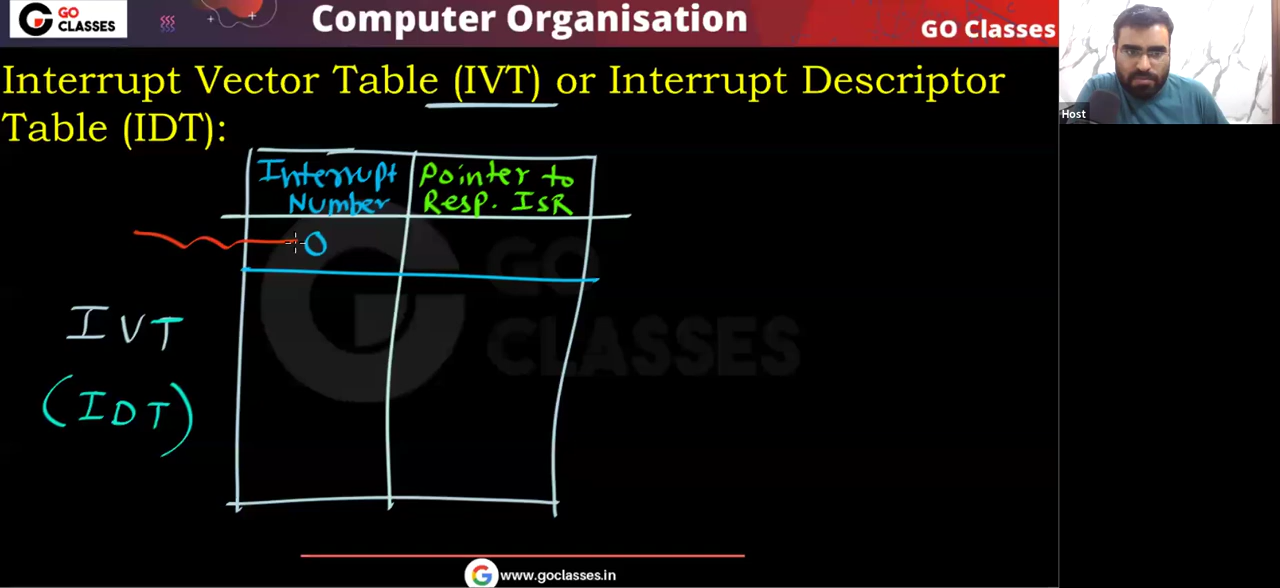 GO
CLASSES
Computer Organisation
GO Classes
Interrupt Vector Table (IVT) or Interrupt Descriptor
Table (IDT):
Host
Interrupt
Number
Pointer to
Resp. ISR
0
IVT
(IDT)
GO
CLASSES
www.goclasses.in